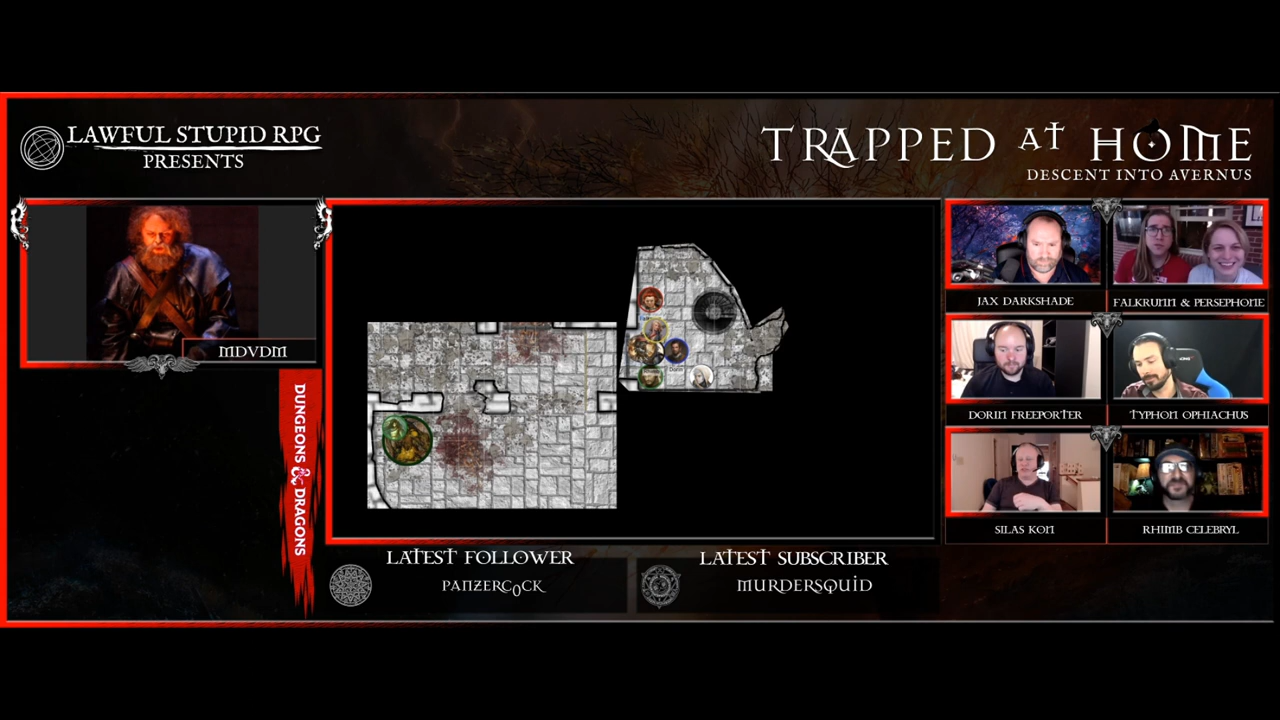 LAWFUL STUPID RPG
PRESENTS
TRAPPED AT HOME
DESCENT INTO AVERNUS
MDVDM
DUNGEONS & DRAGONS
JAX DARKSHADE
FALKRUNN & PERSEPHONE
DORIN FREEPORTER
TYPHON OPHIACHUS
SILAS KON
RHIMB CELEBRYL
LATEST FOLLOWER
PANZERCOCK
LATEST SUBSCRIBER
MURDERSQUID